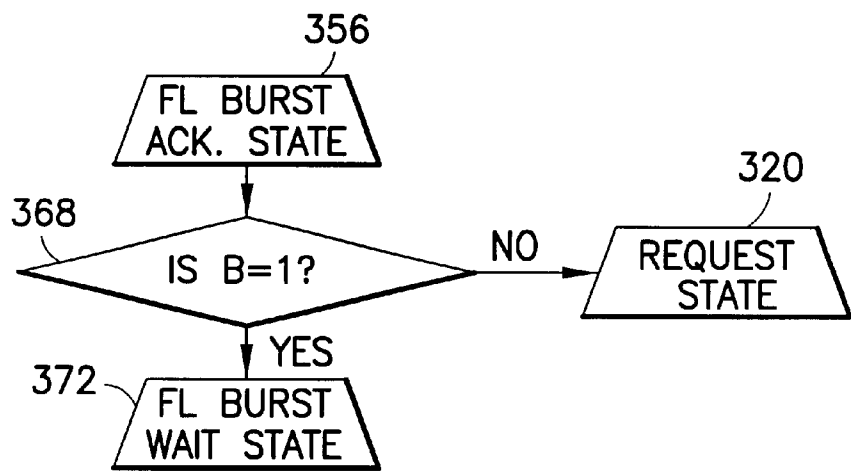 356
FL BURST
ACK. STATE
368
IS B=1?
NO
320
REQUEST
STATE
YES
372
FL BURST
WAIT STATE